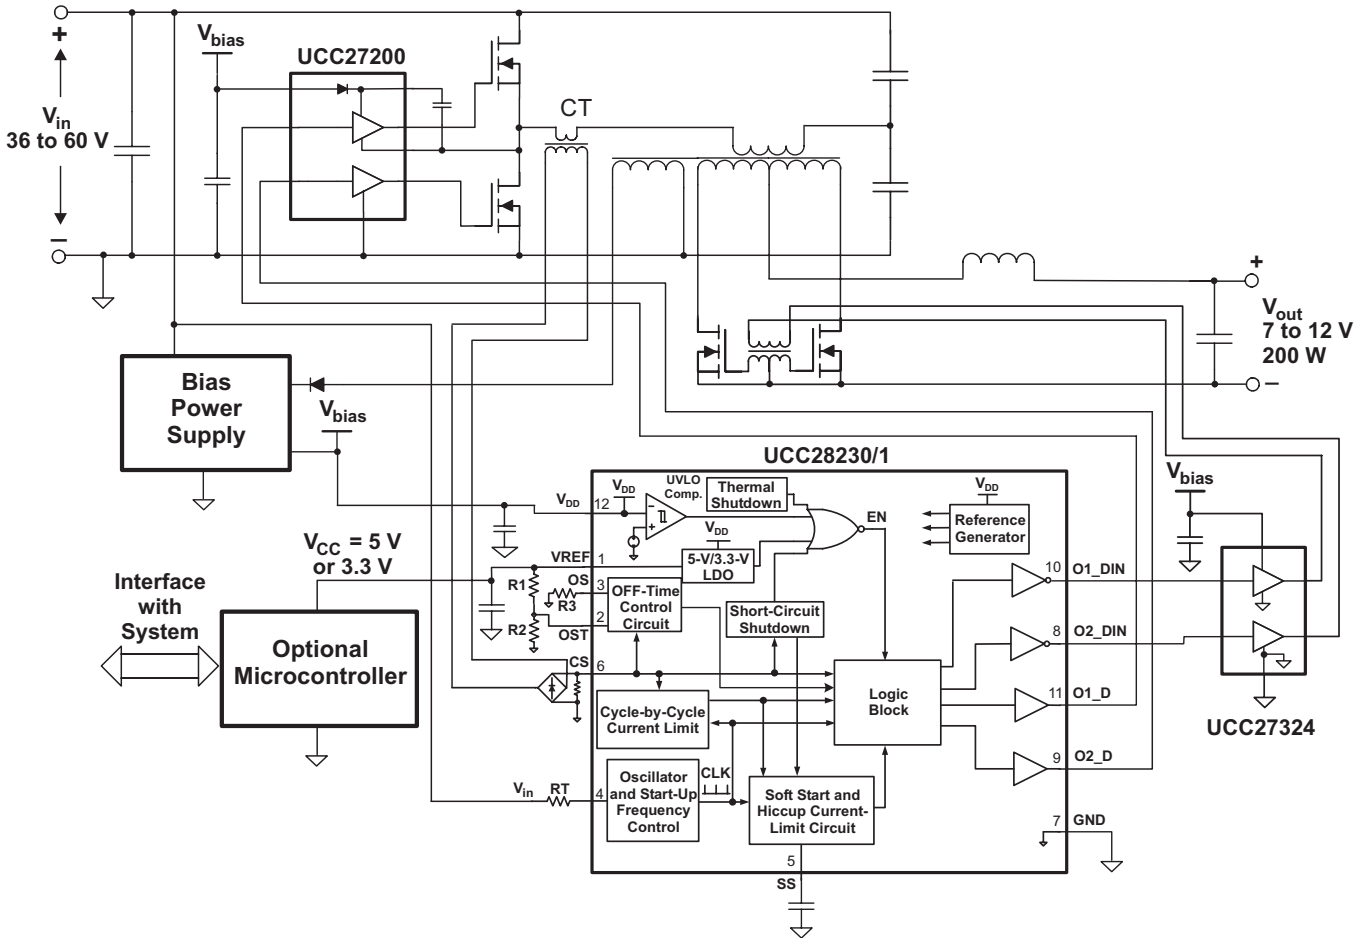 +
Vin
36 to 60 V
–
Vbias
UCC27200
CT
+
Vout
7 to 12 V
200 W
–
Bias
Power
Supply
Vbias
UCC28230/1
VDD
12
VDD
UVLO
Comp.
–
+
Thermal
Shutdown
EN
VDD
Reference
Generator
VREF
1
VDD
5-V/3.3-V
LDO
VCC = 5 V
or 3.3 V
R1
OS
3
R3
R2
2
OST
OFF-Time
Control
Circuit
Short-Circuit
Shutdown
CS
6
Cycle-by-Cycle
Current Limit
Logic
Block
Interface
with
System
Optional
Microcontroller
Vin
RT
4
Oscillator
and Start-Up
Frequency
Control
CLK
Soft Start and
Hiccup Current-
Limit Circuit
5
SS
10
O1_DIN
8
O2_DIN
11
O1_D
9
O2_D
7
GND
Vbias
UCC27324